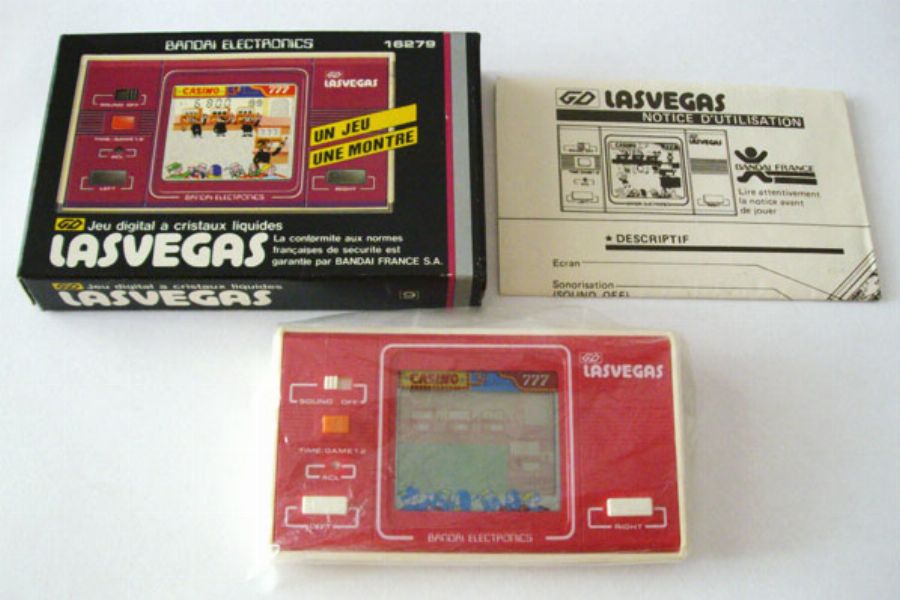 BANDAI ELECTRONICS 16279
GD
LASVEGAS
CASINO 777
SOUND OFF
TIME/GAME 1.2
ACL
LEFT
RIGHT
BANDAI ELECTRONICS
UN JEU
UNE MONTRE
GD Jeu digital a cristaux liquides
LASVEGAS
La conformite aux normes
françaises de securite est
garantie par BANDAI FRANCE S.A.
GD Jeu digital a cristaux liquides
LASVEGAS
9
GD LASVEGAS
NOTICE D'UTILISATION
LASVEGAS
777
BANDAI FRANCE
Lire attentivement
la notice avant
de jouer
★ DESCRIPTIF
Ecran
Sonorisation
(SOUND OFF)
GD
LASVEGAS
CASINO 777
SOUND OFF
TIME/GAME 1.2
ACL
LEFT
RIGHT
BANDAI ELECTRONICS